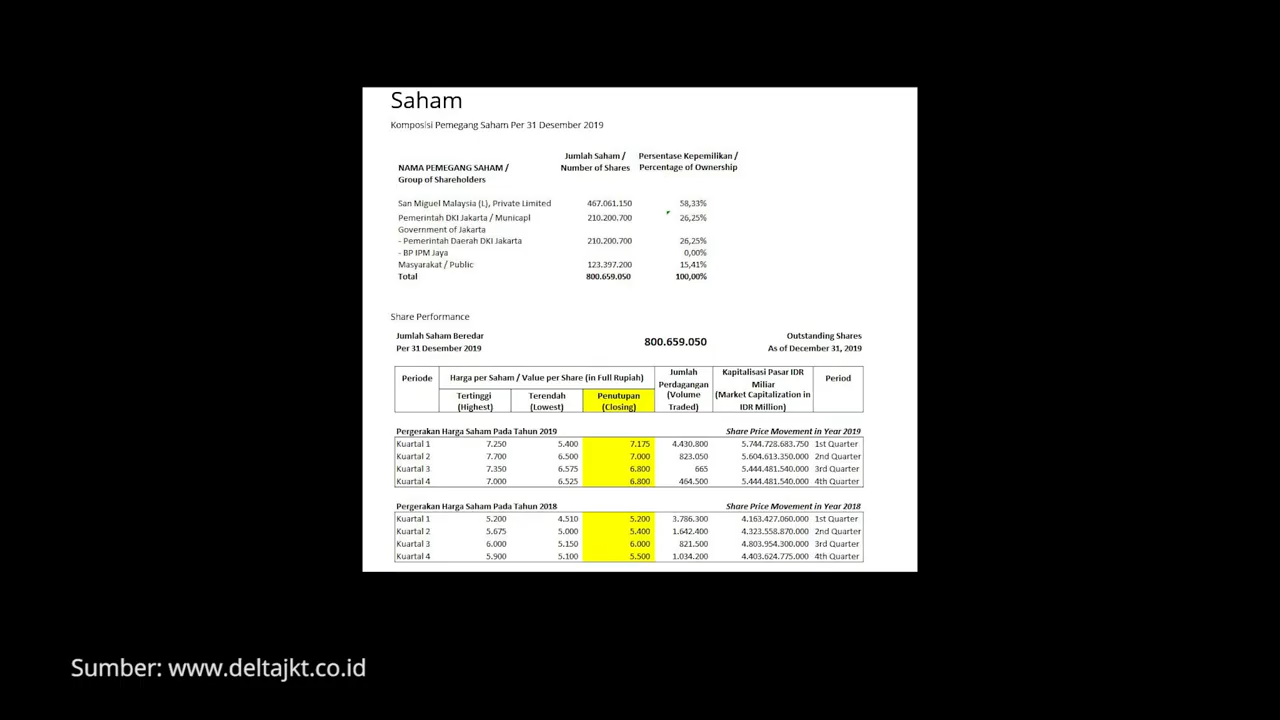 Saham
Komposisi Pemegang Saham Per 31 Desember 2019
NAMA PEMEGANG SAHAM / Group of Shareholders Jumlah Saham / Number of Shares Persentase Kepemilikan / Percentage of Ownership
San Miguel Malaysia (L), Private Limited 467.061.150 58,33%
Pemerintah DKI Jakarta / Municapl 210.200.700 26,25%
Government of Jakarta
- Pemerintah Daerah DKI Jakarta 210.200.700 26,25%
- BP IPM Jaya 0,00%
Masyarakat / Public 123.397.200 15,41%
Total 800.659.050 100,00%
Share Performance
Jumlah Saham Beredar 800.659.050 Outstanding Shares
Per 31 Desember 2019 As of December 31, 2019
Periode Harga per Saham / Value per Share (in Full Rupiah) Jumlah Perdagangan (Volume Traded) Kapitalisasi Pasar IDR Miliar (Market Capitalization in IDR Million) Period
Tertinggi (Highest) Terendah (Lowest) Penutupan (Closing)
Pergerakan Harga Saham Pada Tahun 2019 Share Price Movement in Year 2019
Kuartal 1 7.250 5.400 7.175 4.430.800 5.744.728.683.750 1st Quarter
Kuartal 2 7.700 6.500 7.000 823.050 5.604.613.350.000 2nd Quarter
Kuartal 3 7.350 6.575 6.800 665 5.444.481.540.000 3rd Quarter
Kuartal 4 7.000 6.525 6.800 464.500 5.444.481.540.000 4th Quarter
Pergerakan Harga Saham Pada Tahun 2018 Share Price Movement in Year 2018
Kuartal 1 5.200 4.510 5.200 3.786.300 4.163.427.060.000 1st Quarter
Kuartal 2 5.675 5.000 5.400 1.642.400 4.323.558.870.000 2nd Quarter
Kuartal 3 6.000 5.150 6.000 821.500 4.803.954.300.000 3rd Quarter
Kuartal 4 5.900 5.100 5.500 1.034.200 4.403.624.775.000 4th Quarter
Sumber: www.deltajkt.co.id